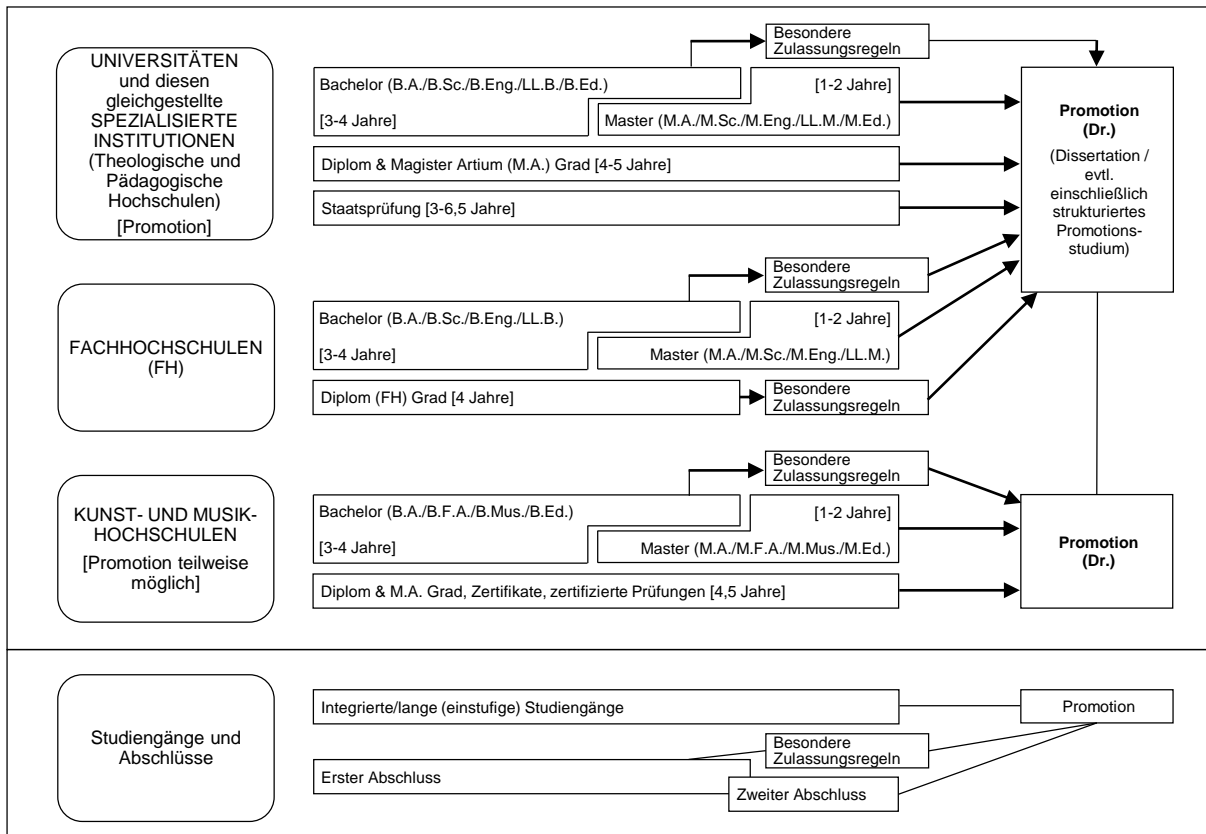 UNIVERSITÄTEN
und diesen
gleichgestellte
SPEZIALISIERTE
INSTITUTIONEN
(Theologische und
Pädagogische
Hochschulen)
[Promotion]
Besondere
Zulassungsregeln
Bachelor (B.A./B.Sc./B.Eng./LL.B./B.Ed.)
[3-4 Jahre]
[1-2 Jahre]
Master (M.A./M.Sc./M.Eng./LL.M./M.Ed.)
Diplom & Magister Artium (M.A.) Grad [4-5 Jahre]
Staatsprüfung [3-6,5 Jahre]
Promotion
(Dr.)
(Dissertation /
evtl.
einschließlich
strukturiertes
Promotions-
studium)
FACHHOCHSCHULEN
(FH)
Besondere
Zulassungsregeln
Bachelor (B.A./B.Sc./B.Eng./LL.B.)
[3-4 Jahre]
[1-2 Jahre]
Master (M.A./M.Sc./M.Eng./LL.M.)
Diplom (FH) Grad [4 Jahre]
Besondere
Zulassungsregeln
KUNST- UND MUSIK-
HOCHSCHULEN
[Promotion teilweise
möglich]
Besondere
Zulassungsregeln
Bachelor (B.A./B.F.A./B.Mus./B.Ed.)
[3-4 Jahre]
[1-2 Jahre]
Master (M.A./M.F.A./M.Mus./M.Ed.)
Diplom & M.A. Grad, Zertifikate, zertifizierte Prüfungen [4,5 Jahre]
Promotion
(Dr.)
Studiengänge und
Abschlüsse
Integrierte/lange (einstufige) Studiengänge
Promotion
Besondere
Zulassungsregeln
Erster Abschluss
Zweiter Abschluss